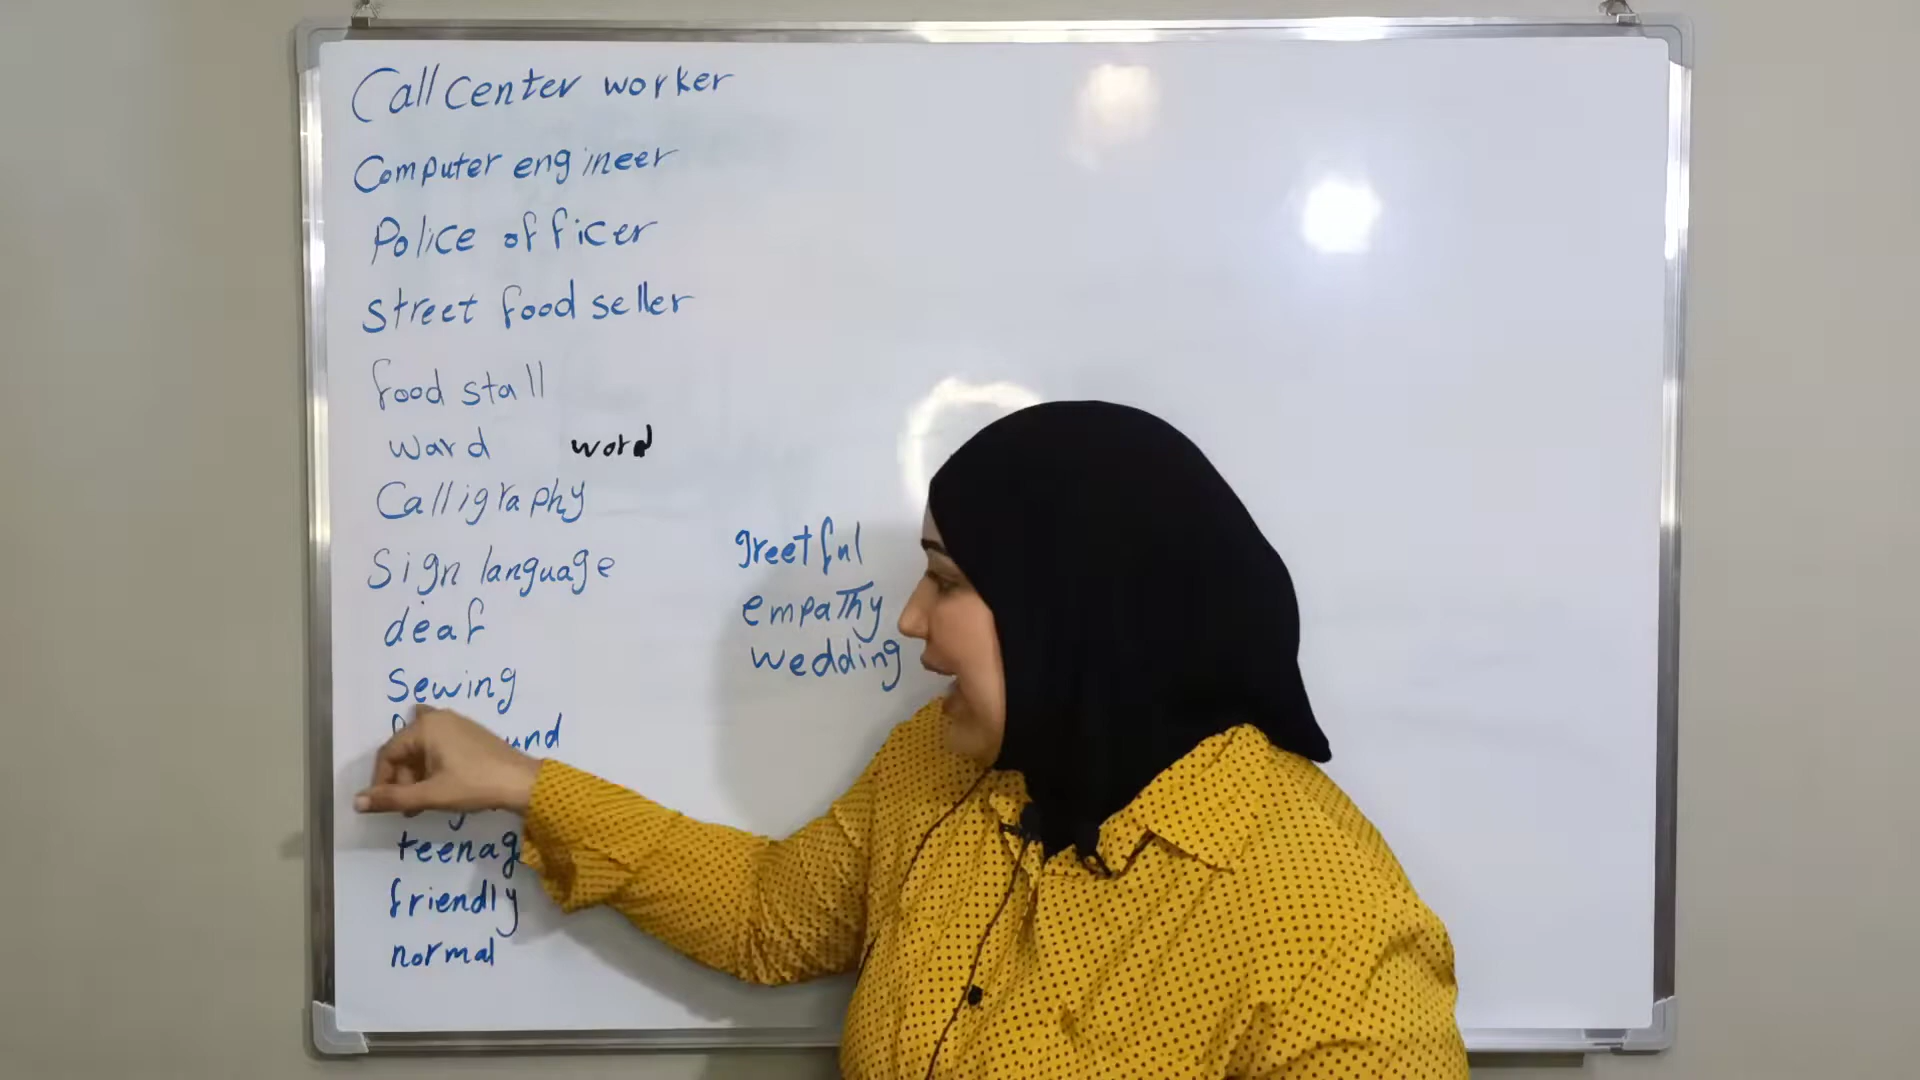 Call center worker
Computer engineer
Police officer
street food seller
food stall
ward word
Calligraphy
Sign language
deaf
Sewing
friendly
normal
greetful
empathy
wedding